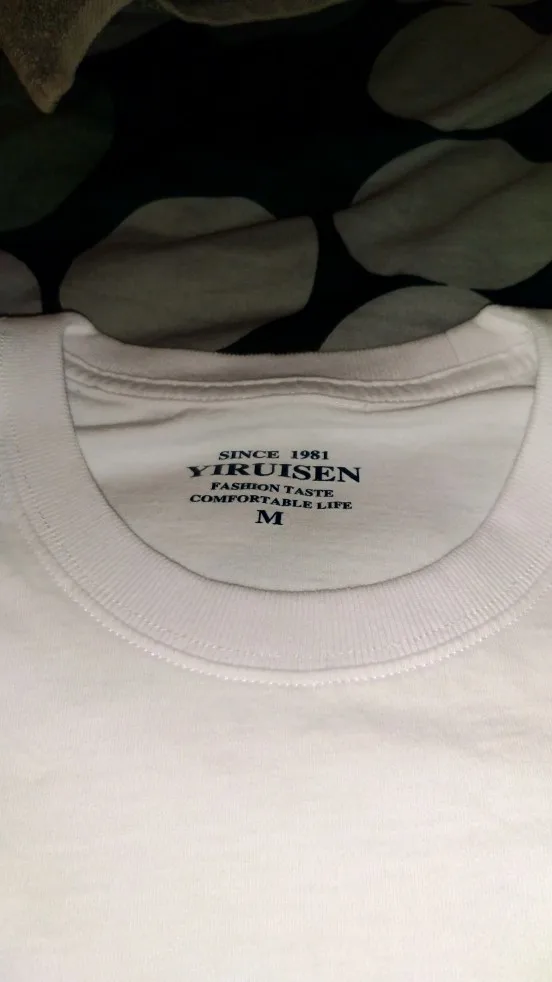 SINCE 1981
YIRUISEN
FASHION TASTE
COMFORTABLE LIFE
M